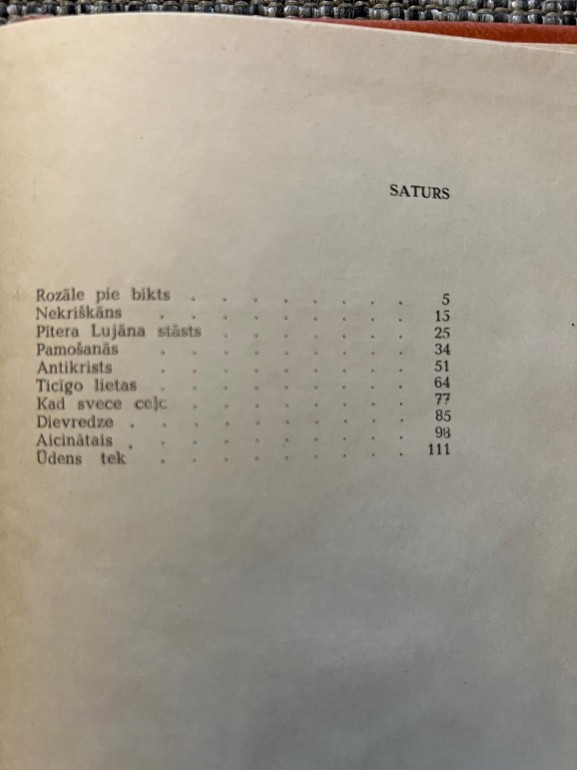 SATURS
Rozāle pie bikts . . . . . . . . 5
Nekriškāns . . . . . . . . . 15
Pītera Lujāna stāsts . . . . . . . 25
Pamošanās . . . . . . . . . 34
Antikrists . . . . . . . . . 51
Ticīgo lietas . . . . . . . . . 64
Kad svece ceļc . . . . . . . . 77
Dievredze . . . . . . . . . . 85
Aicinātais . . . . . . . . . . 98
Ūdens tek . . . . . . . . . 111